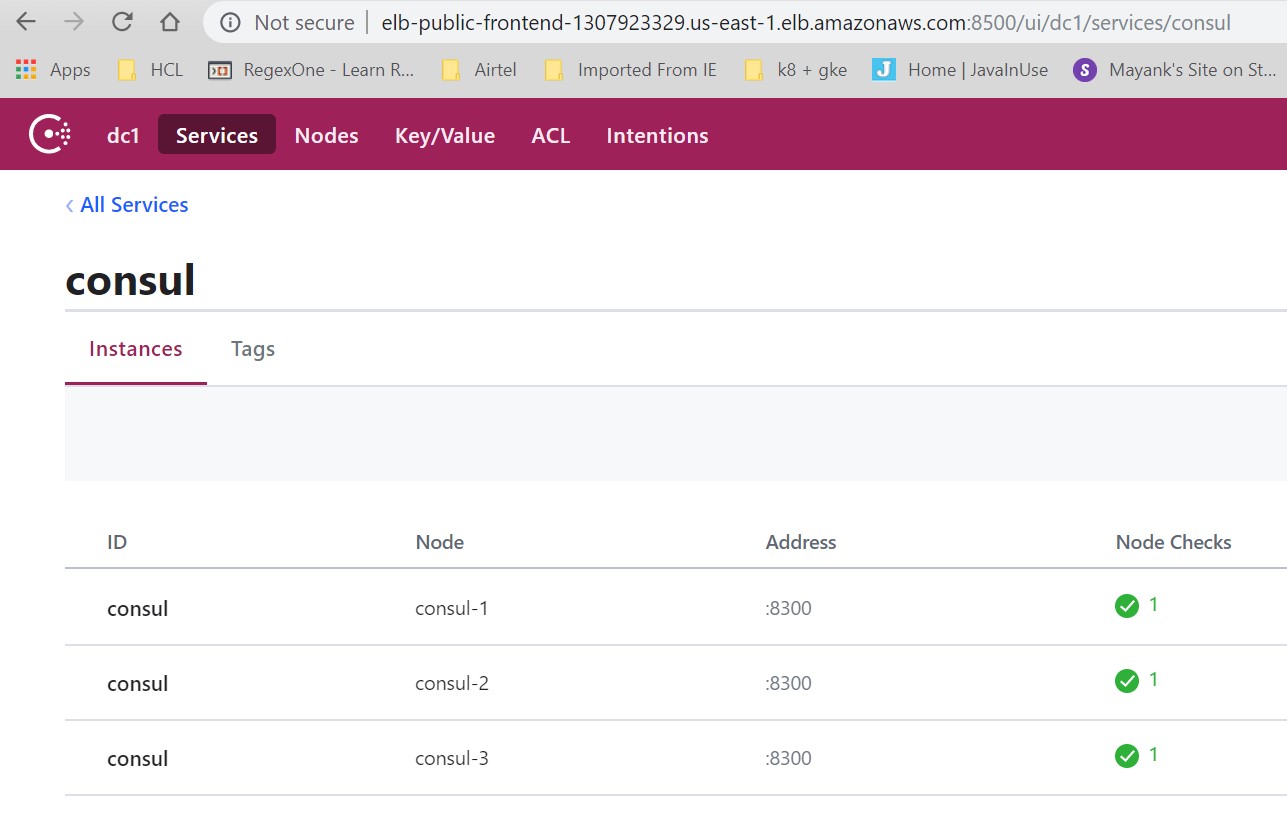 Not secure | elb-public-frontend-1307923329.us-east-1.elb.amazonaws.com:8500/ui/dc1/services/consul
Apps HCL RegexOne - Learn R... Airtel Imported From IE k8 + gke J Home | JavaInUse S Mayank's Site on St...
dc1 Services Nodes Key/Value ACL Intentions
‹ All Services
consul
Instances Tags
ID Node Address Node Checks
consul consul-1 :8300 1
consul consul-2 :8300 1
consul consul-3 :8300 1